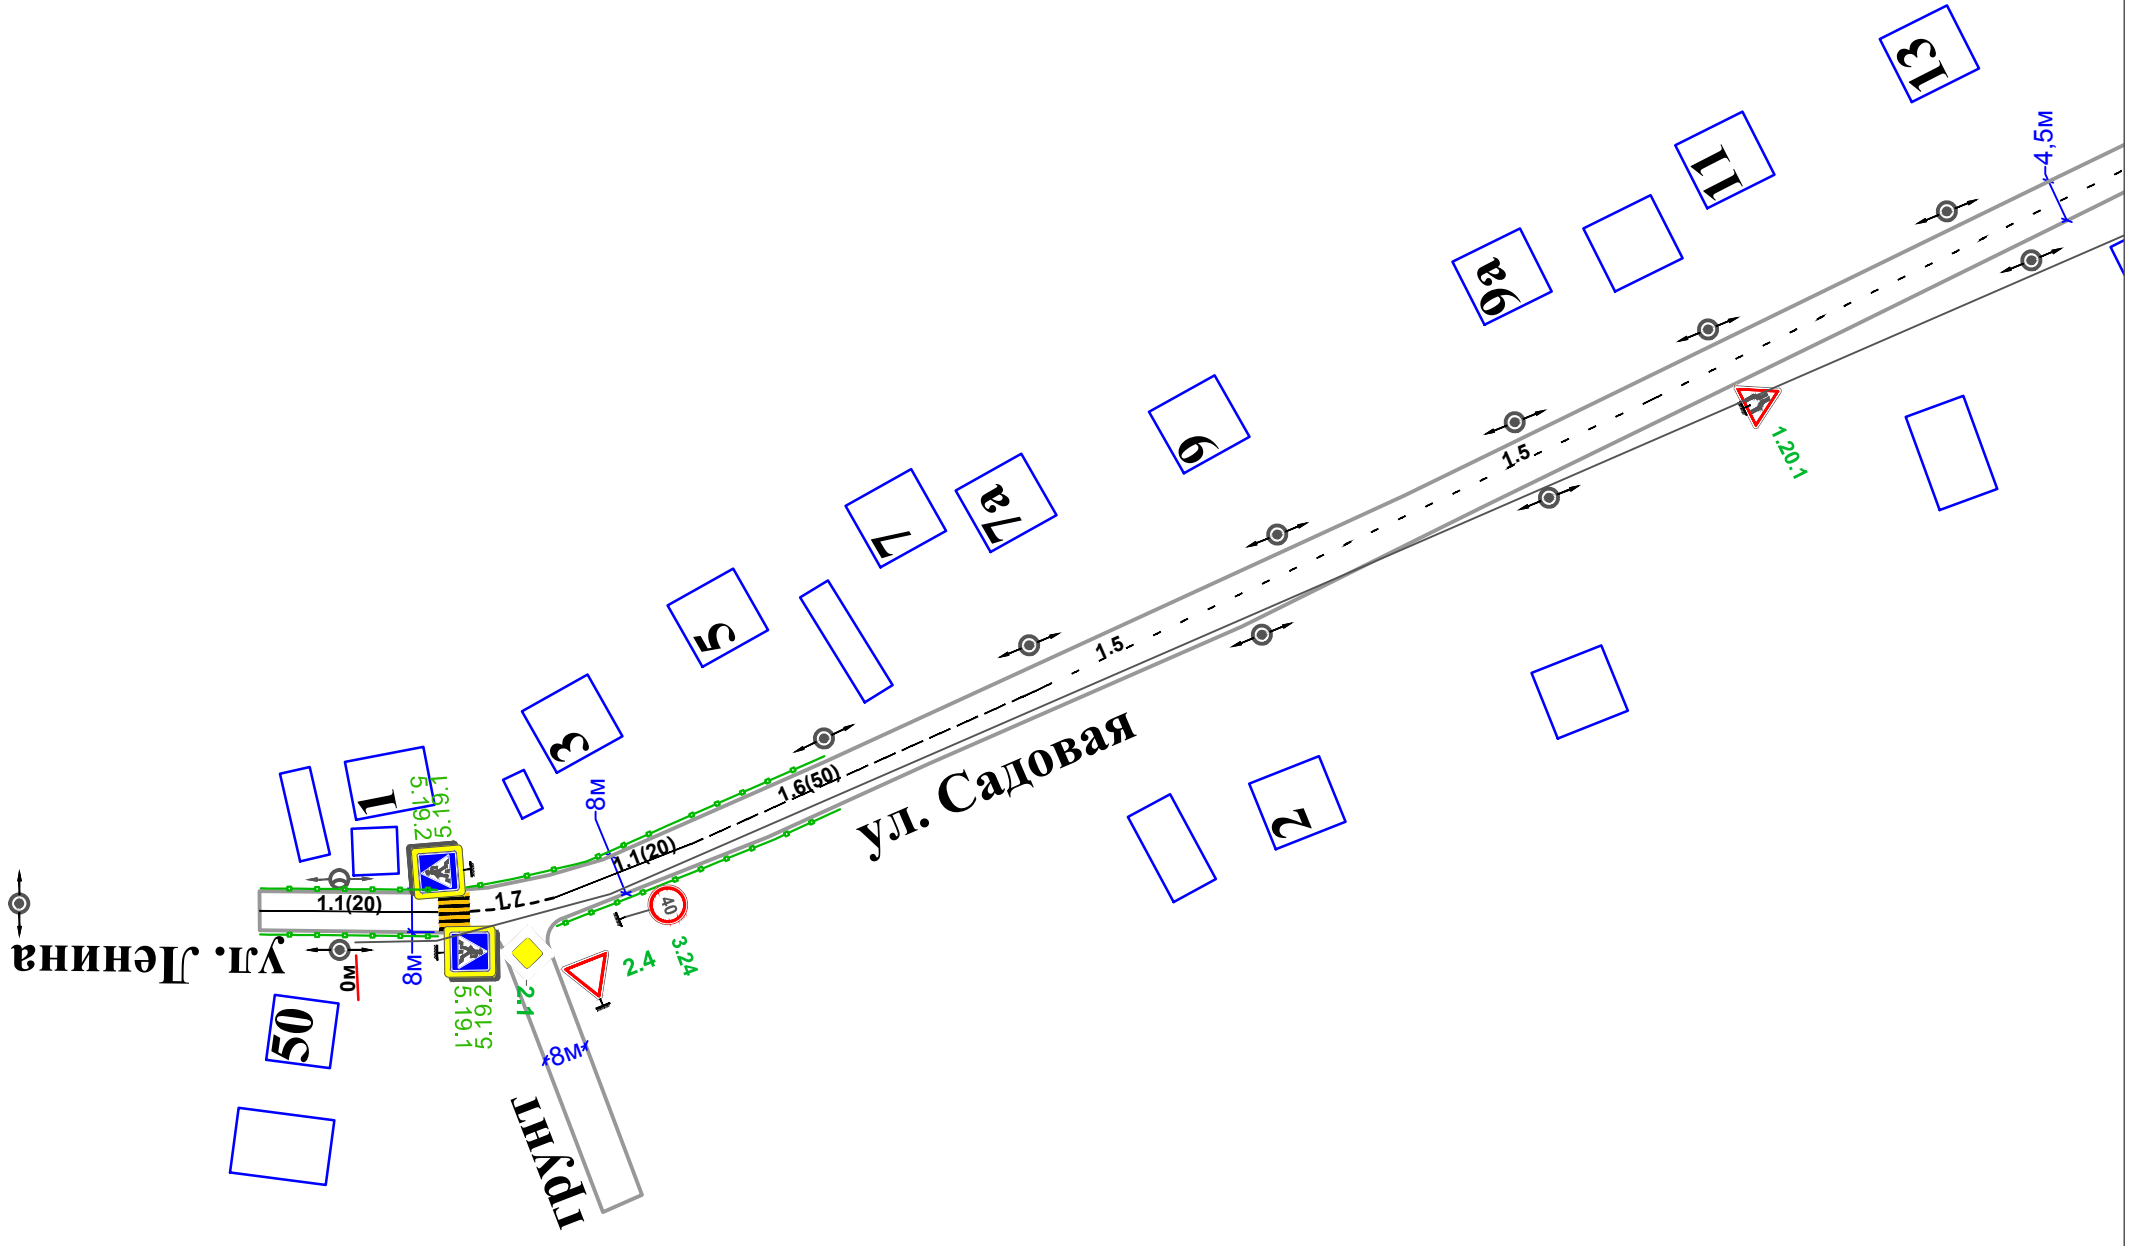 13
4,5м
11
9а
9
1.20.1
1.5
7
7а
5
1.5
3
ул. Садовая
1.6(50)
8м
2
1
5.19.2
5.19.1
1.1(20)
1.1(20)
1.7
40
3.24
2.4
ул. Ленина
0м
8м
5.19.1
5.19.2
2.1
50
8м
грунт